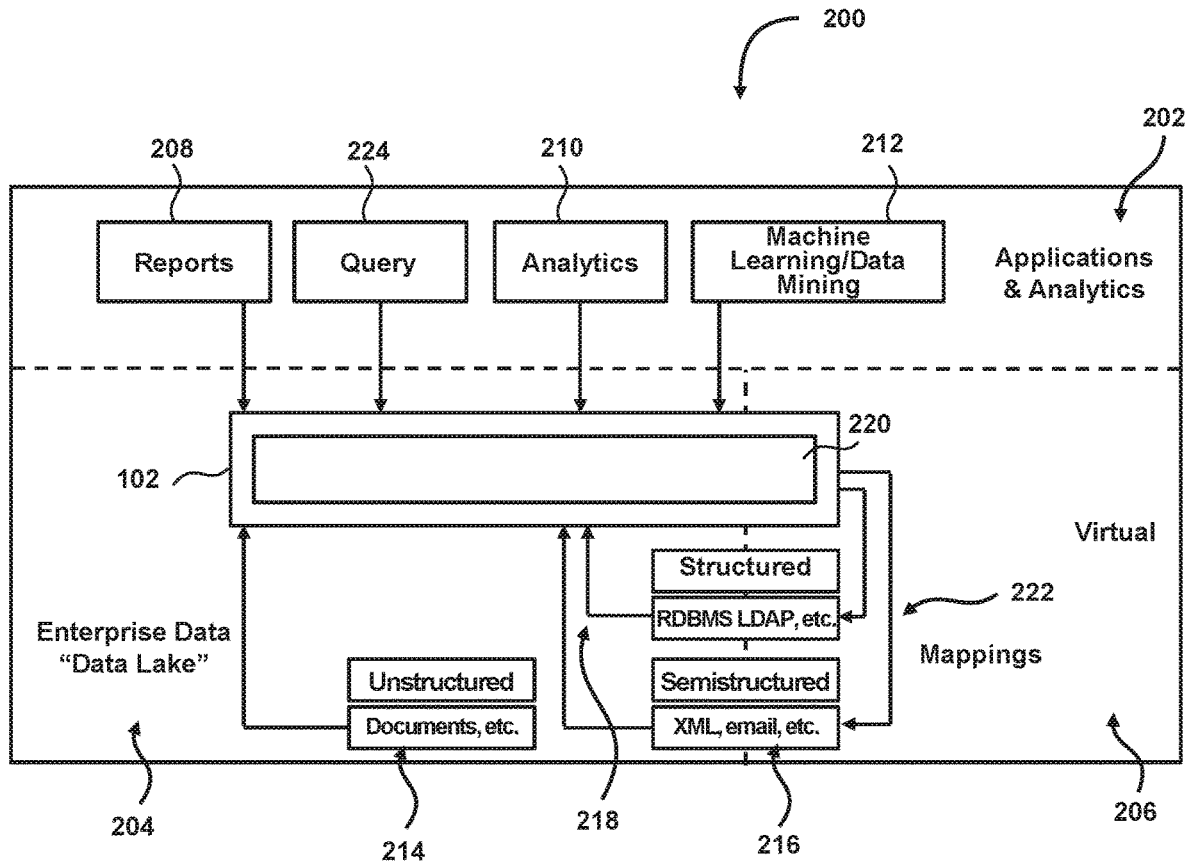 200
202
208
224
210
212
Reports
Query
Analytics
Machine
Learning/Data
Mining
Applications
& Analytics
220
102
Virtual
Structured
RDBMS LDAP, etc.
222
Enterprise Data
“Data Lake”
Mappings
Unstructured
Semistructured
Documents, etc.
XML, email, etc.
204
214
218
216
206